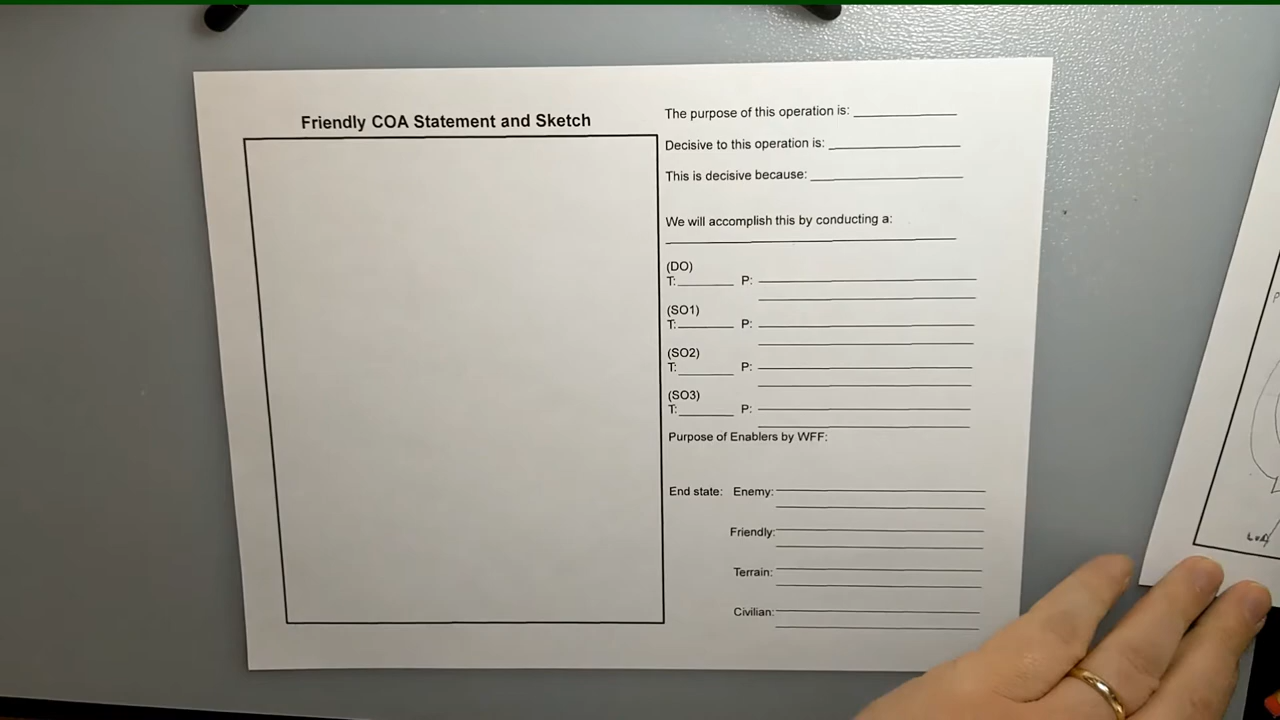 Friendly COA Statement and Sketch
The purpose of this operation is:
Decisive to this operation is:
This is decisive because:
We will accomplish this by conducting a:
(DO)
T: P:
(SO1)
T: P:
(SO2)
T: P:
(SO3)
T: P:
Purpose of Enablers by WFF:
End state: Enemy:
Friendly:
Terrain:
Civilian: